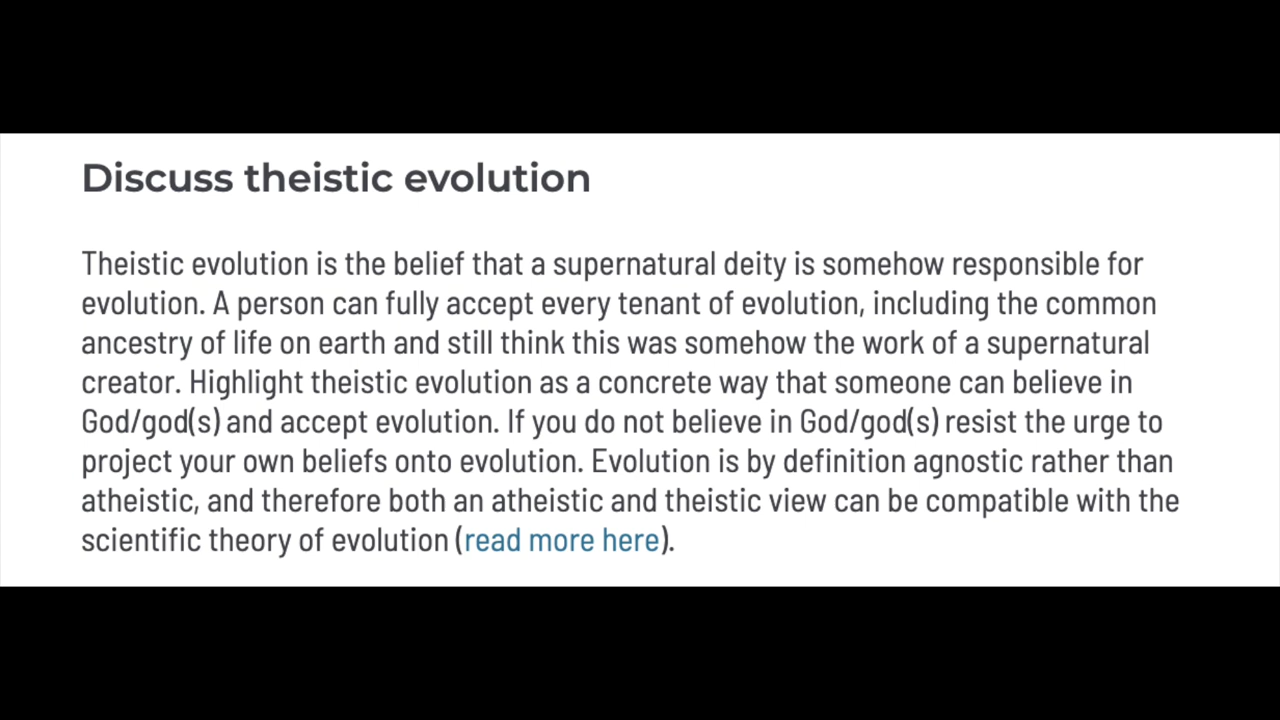 Discuss theistic evolution
Theistic evolution is the belief that a supernatural deity is somehow responsible for
evolution. A person can fully accept every tenant of evolution, including the common
ancestry of life on earth and still think this was somehow the work of a supernatural
creator. Highlight theistic evolution as a concrete way that someone can believe in
God/god(s) and accept evolution. If you do not believe in God/god(s) resist the urge to
project your own beliefs onto evolution. Evolution is by definition agnostic rather than
atheistic, and therefore both an atheistic and theistic view can be compatible with the
scientific theory of evolution (read more here).